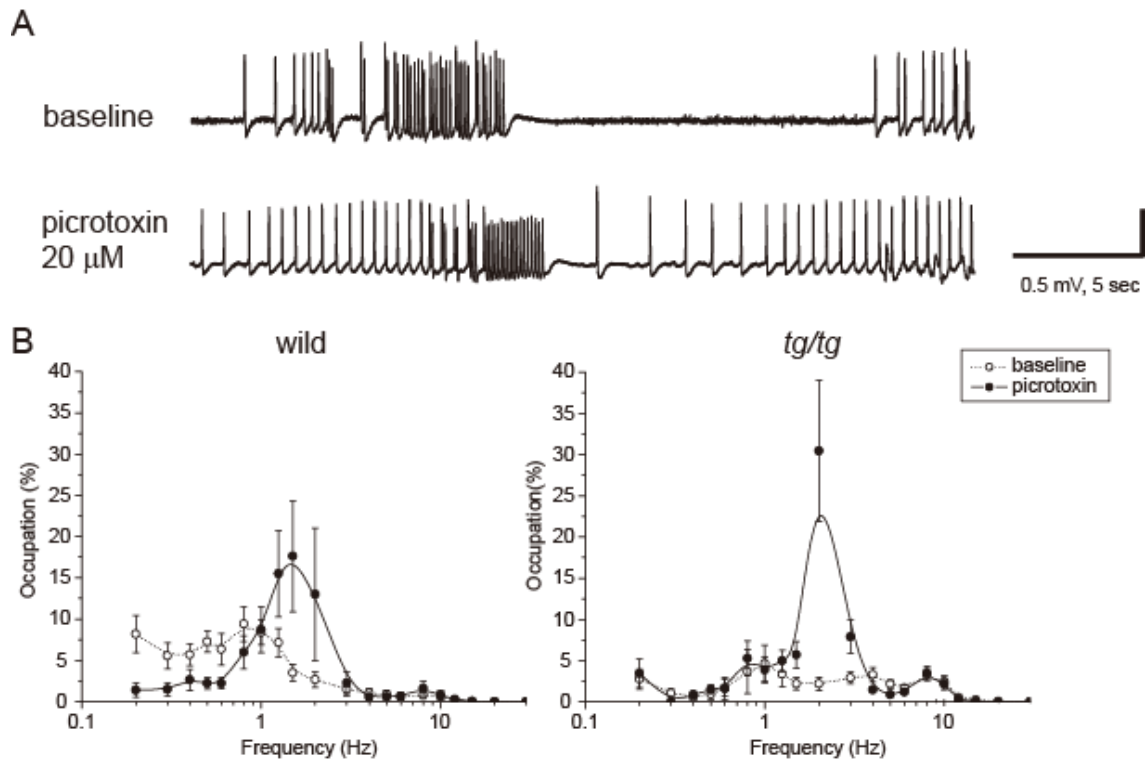 A
baseline
picrotoxin
20 μM
0.5 mV, 5 sec
B
wild
tg/tg
baseline
picrotoxin
40
35
30
25
20
15
10
5
0
Occupation (%)
0.1
1
10
Frequency (Hz)
40
35
30
25
20
15
10
5
0
Occupation(%)
0.1
1
10
Frequency (Hz)